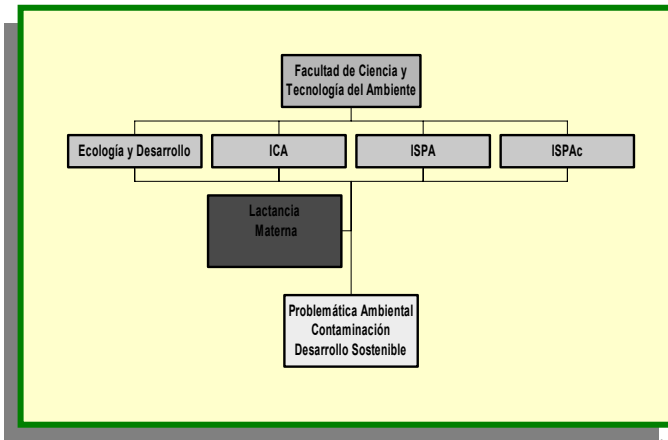 Facultad de Ciencia y
Tecnología del Ambiente
Ecología y Desarrollo
ICA
ISPA
ISPAc
Lactancia
Materna
Problemática Ambiental
Contaminación
Desarrollo Sostenible